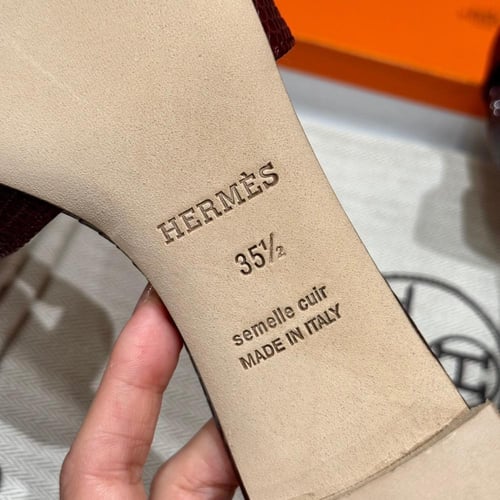 HERMÈS
35½
semelle cuir
MADE IN ITALY